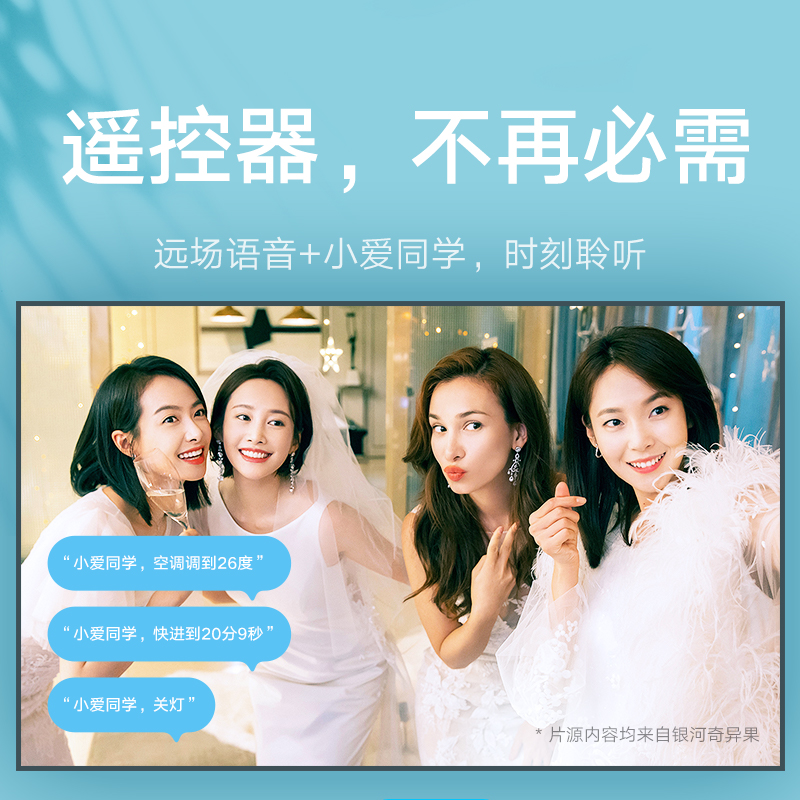 遥控器，不再必需
远场语音+小爱同学，时刻聆听
“小爱同学，空调调到26度”
“小爱同学，快进到20分9秒”
“小爱同学，关灯”
* 片源内容均来自银河奇异果